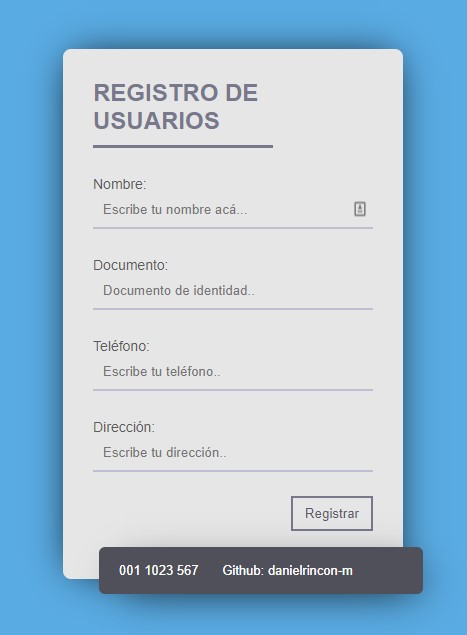 REGISTRO DE
USUARIOS
Nombre:
Escribe tu nombre acá...
Documento:
Documento de identidad..
Teléfono:
Escribe tu teléfono..
Dirección:
Escribe tu dirección..
Registrar
001 1023 567 Github: danielrincon-m